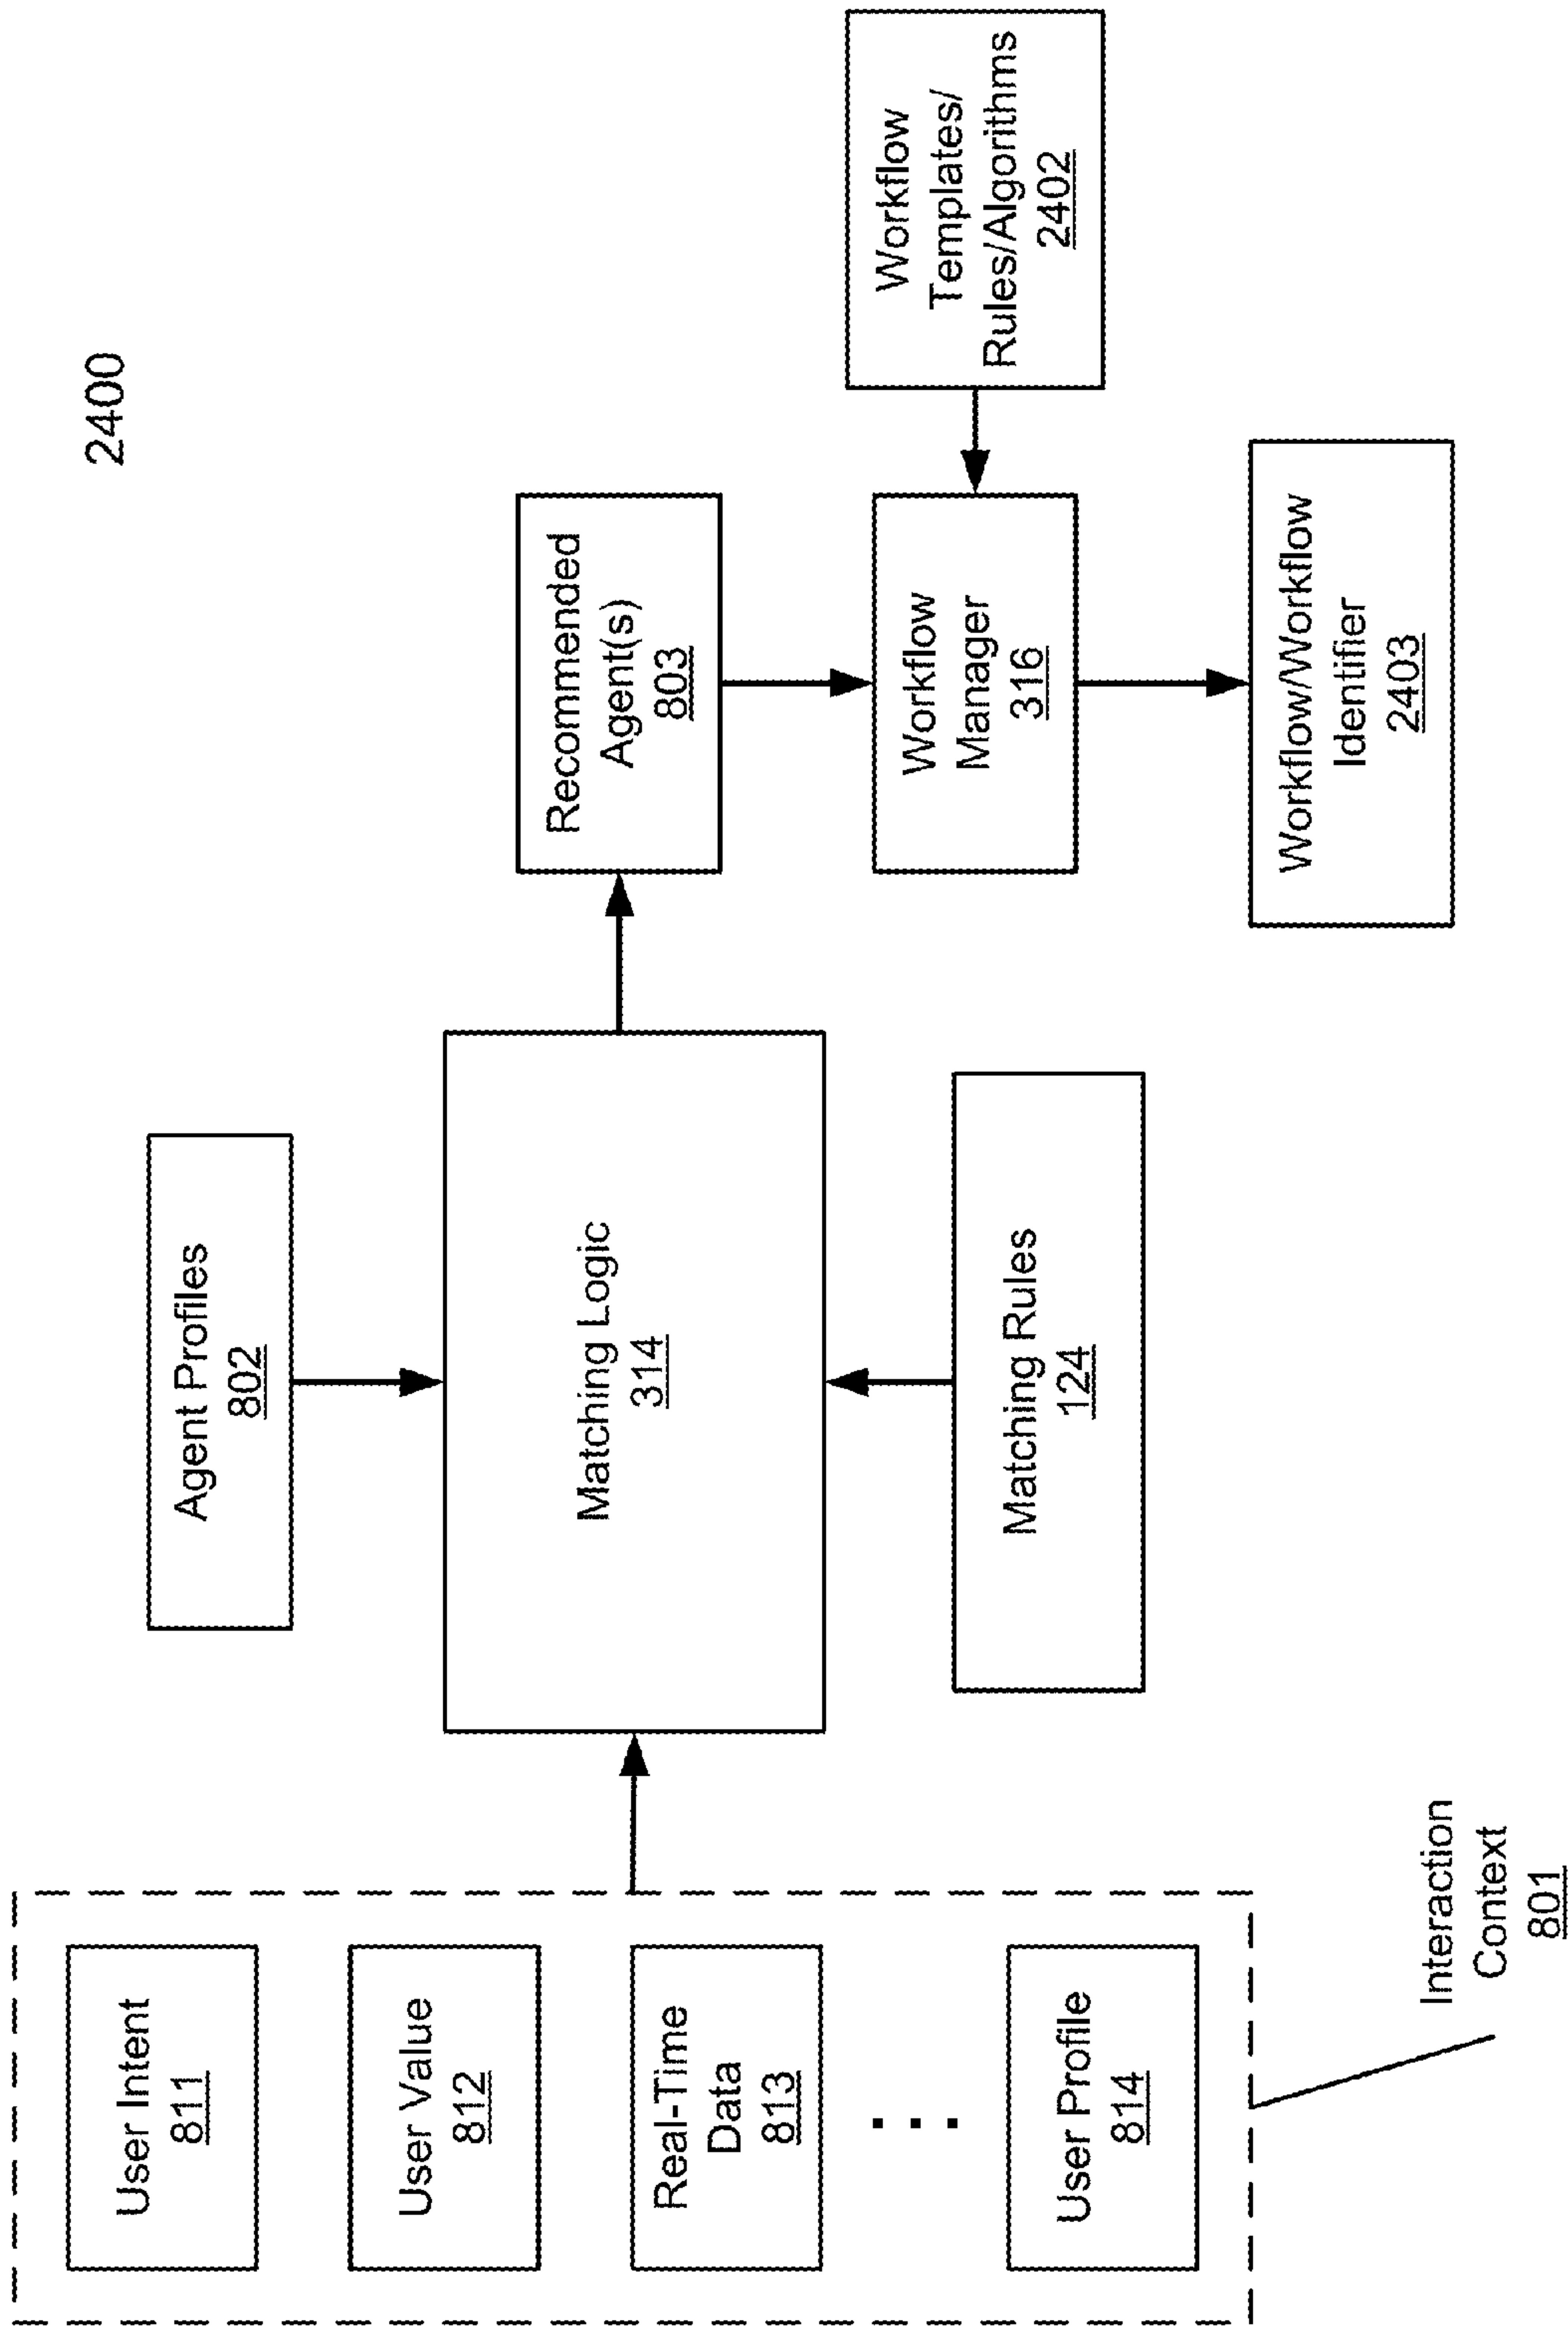 2400
User Intent
811
User Value
812
Real-Time
Data
813
. . .
User Profile
814
Interaction
Context
801
Agent Profiles
802
Matching Logic
314
Matching Rules
124
Recommended
Agent(s)
803
Workflow
Manager
316
Workflow
Templates/
Rules/Algorithms
2402
Workflow/Workflow
Identifier
2403